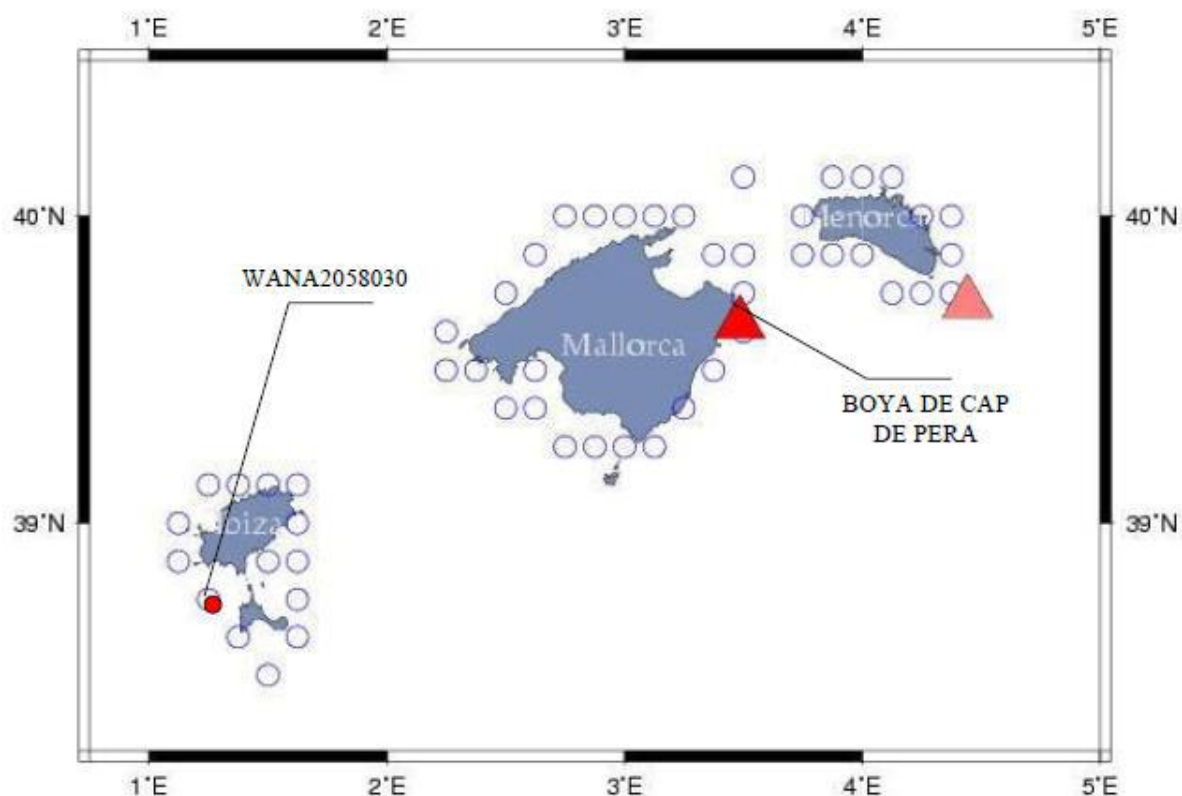 1°E 2°E 3°E 4°E 5°E
40°N 40°N
Menorca
WANA2058030
Mallorca
BOYA DE CAP
DE PERA
39°N 39°N
Ibiza
1°E 2°E 3°E 4°E 5°E